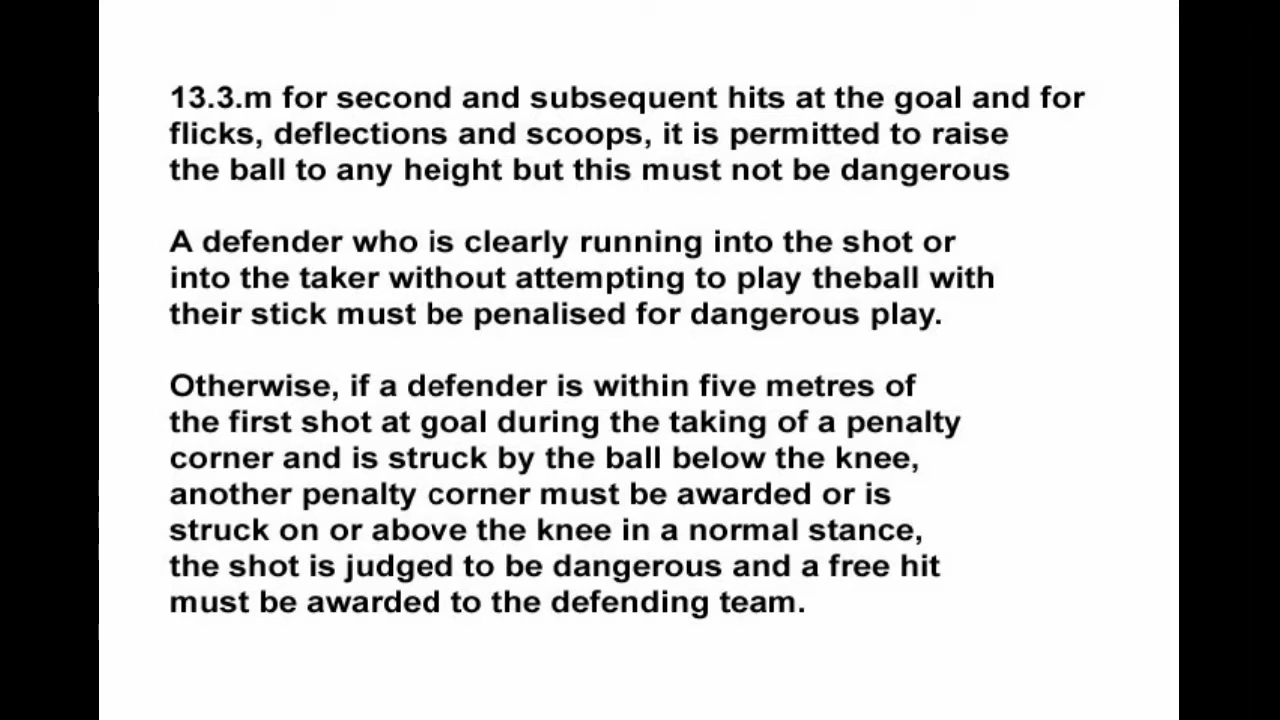 13.3.m for second and subsequent hits at the goal and for
flicks, deflections and scoops, it is permitted to raise
the ball to any height but this must not be dangerous
A defender who is clearly running into the shot or
into the taker without attempting to play theball with
their stick must be penalised for dangerous play.
Otherwise, if a defender is within five metres of
the first shot at goal during the taking of a penalty
corner and is struck by the ball below the knee,
another penalty corner must be awarded or is
struck on or above the knee in a normal stance,
the shot is judged to be dangerous and a free hit
must be awarded to the defending team.